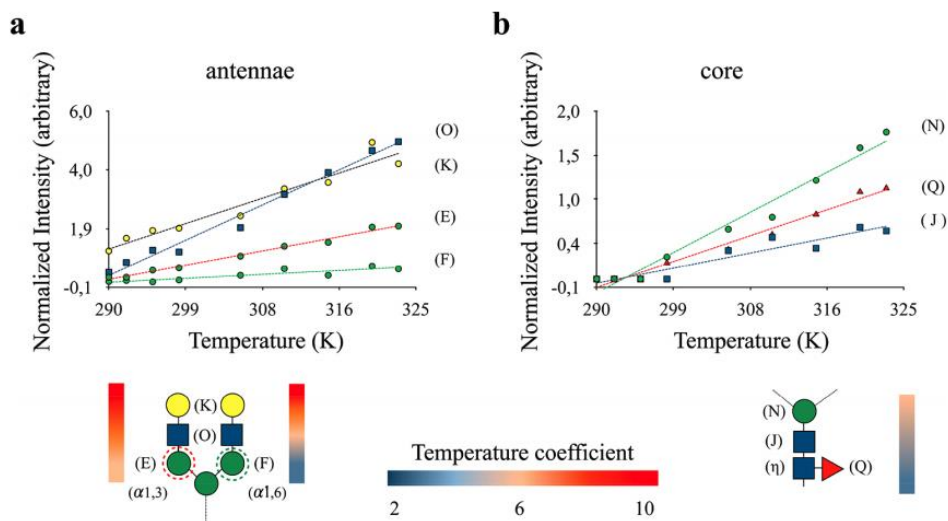 a
antennae
Normalized Intensity (arbitrary)
6,0
4,0
1,9
-0,1
290
299
308
316
325
Temperature (K)
(O)
(K)
(E)
(F)
b
core
Normalized Intensity (arbitrary)
2,0
1,5
1,0
0,4
-0,1
290
299
308
316
325
Temperature (K)
(N)
(Q)
(J)
(K)
(O)
(E)
(F)
(α1,3)
(α1,6)
Temperature coefficient
2
6
10
(N)
(J)
(η)
(Q)